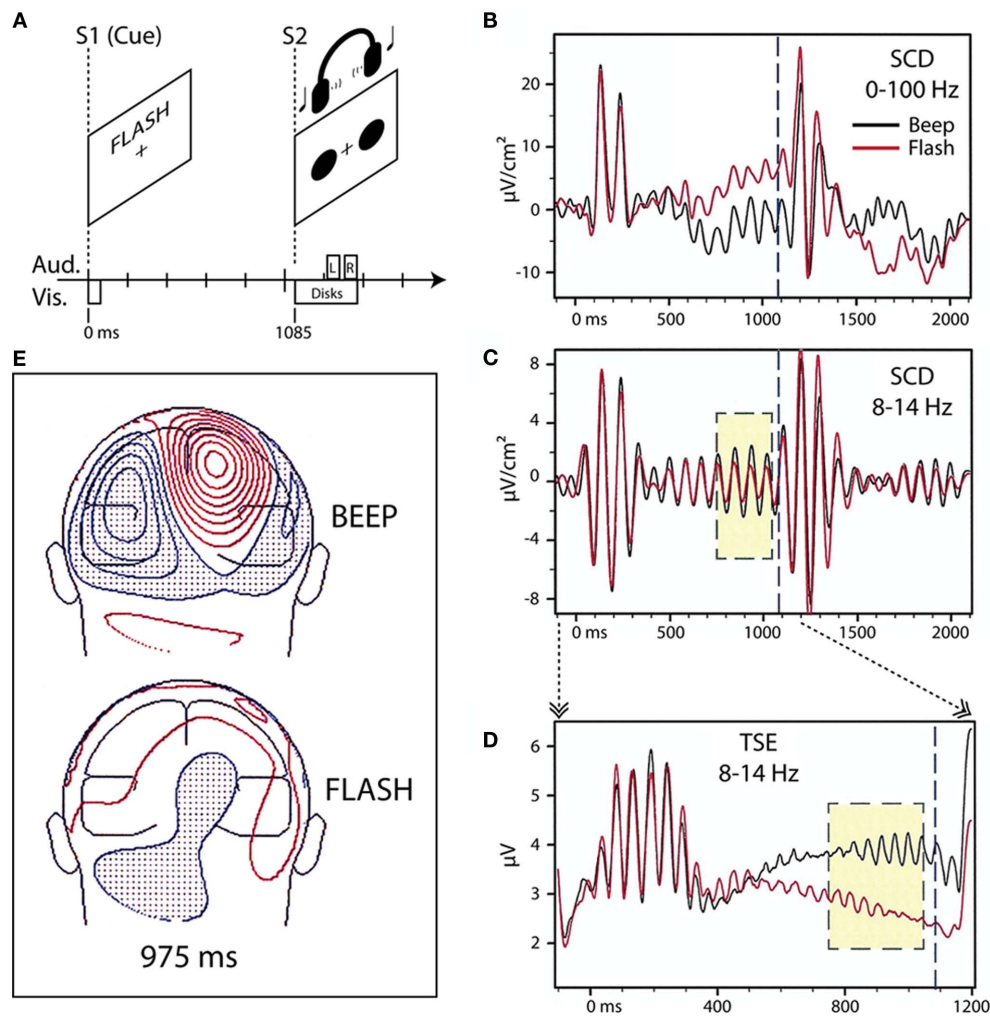 A
S1 (Cue)
S2
FLASH
+
+
Aud.
L R
Vis.
Disks
0 ms
1085
B
SCD
0-100 Hz
Beep
Flash
µV/cm²
20
10
0
-10
0 ms 500 1000 1500 2000
C
SCD
8-14 Hz
µV/cm²
8
4
0
-4
-8
0 ms 500 1000 1500 2000
D
TSE
8-14 Hz
µV
6
5
4
3
2
0 ms 400 800 1200
E
BEEP
FLASH
975 ms